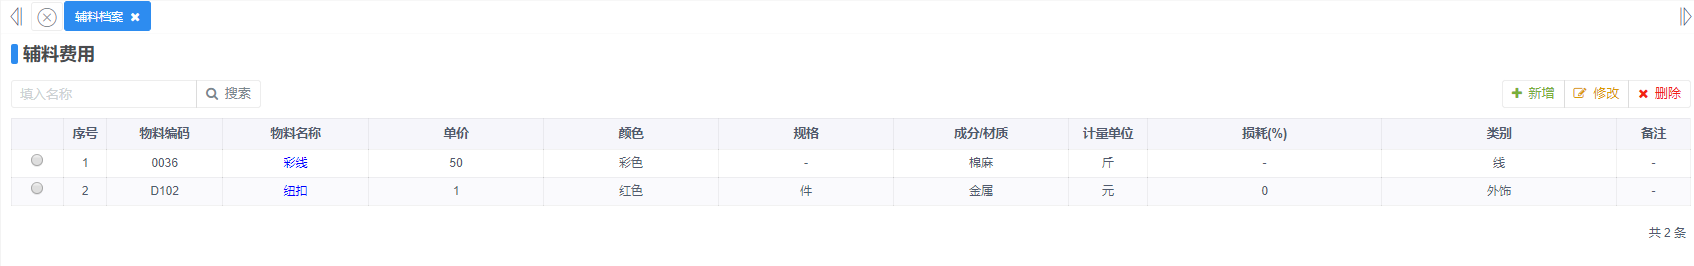 辅料档案
辅料费用
填入名称 搜索 新增 修改 删除
序号 物料编码 物料名称 单价 颜色 规格 成分/材质 计量单位 损耗(%) 类别 备注
1 0036 彩线 50 彩色 - 棉麻 斤 - 线 -
2 D102 纽扣 1 红色 件 金属 元 0 外饰 -
共 2 条